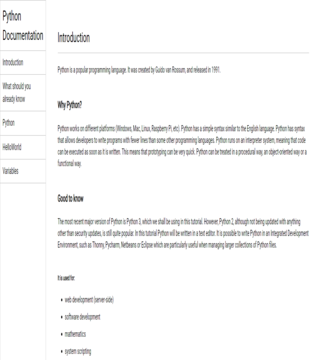 Python
Documentation
Introduction
What should you
already know
Python
HelloWorld
Variables
Introduction
Python is a popular programming language. It was created by Guido van Rossum, and released in 1991.
Why Python?
Python works on different platforms (Windows, Mac, Linux, Raspberry Pi, etc). Python has a simple syntax similar to the English language. Python has syntax
that allows developers to write programs with fewer lines than some other programming languages. Python runs on an interpreter system, meaning that code
can be executed as soon as it is written. This means that prototyping can be very quick. Python can be treated in a procedural way, an object-oriented way or a
functional way.
Good to know
The most recent major version of Python is Python 3, which we shall be using in this tutorial. However, Python 2, although not being updated with anything
other than security updates, is still quite popular. In this tutorial Python will be written in a text editor. It is possible to write Python in an Integrated Development
Environment, such as Thonny, Pycharm, Netbeans or Eclipse which are particularly useful when managing larger collections of Python files.
It is used for:
web development (server-side)
software development
mathematics
system scripting